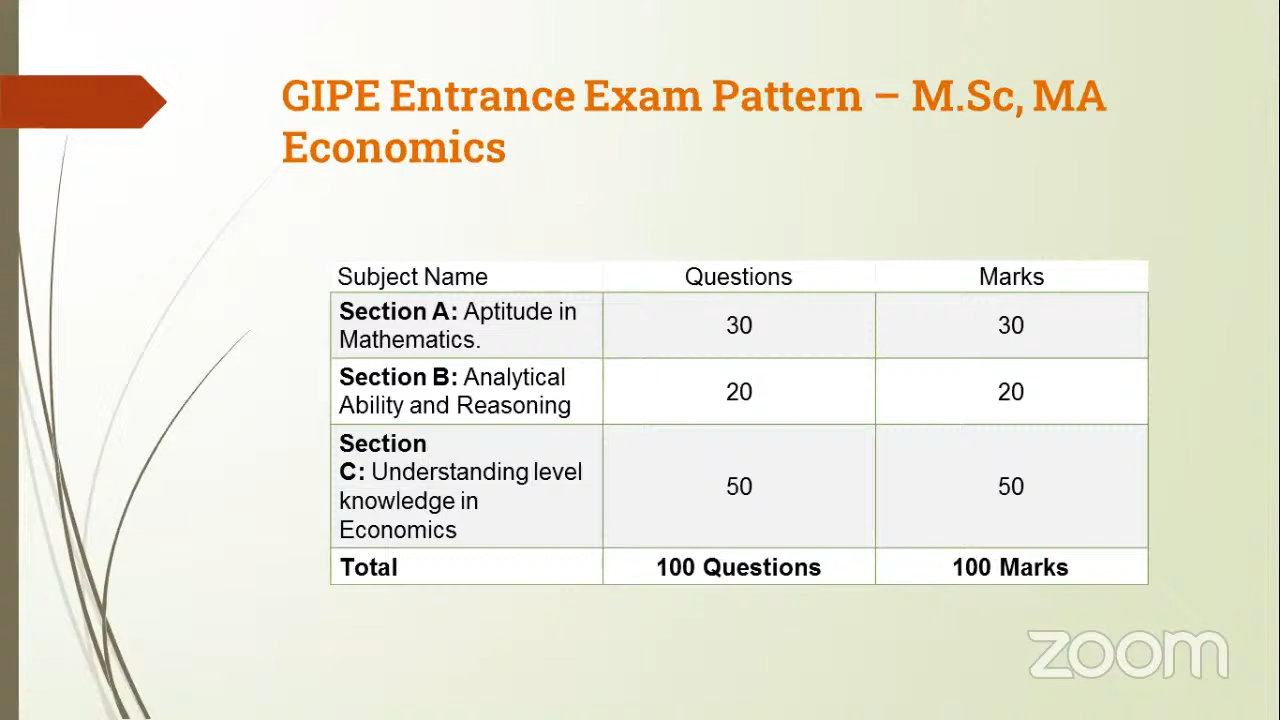 GIPE Entrance Exam Pattern – M.Sc, MA
Economics
Subject Name Questions Marks
Section A: Aptitude in
Mathematics.
30 30
Section B: Analytical
Ability and Reasoning
20 20
Section
C: Understanding level
knowledge in
Economics
50 50
Total 100 Questions 100 Marks
zoom